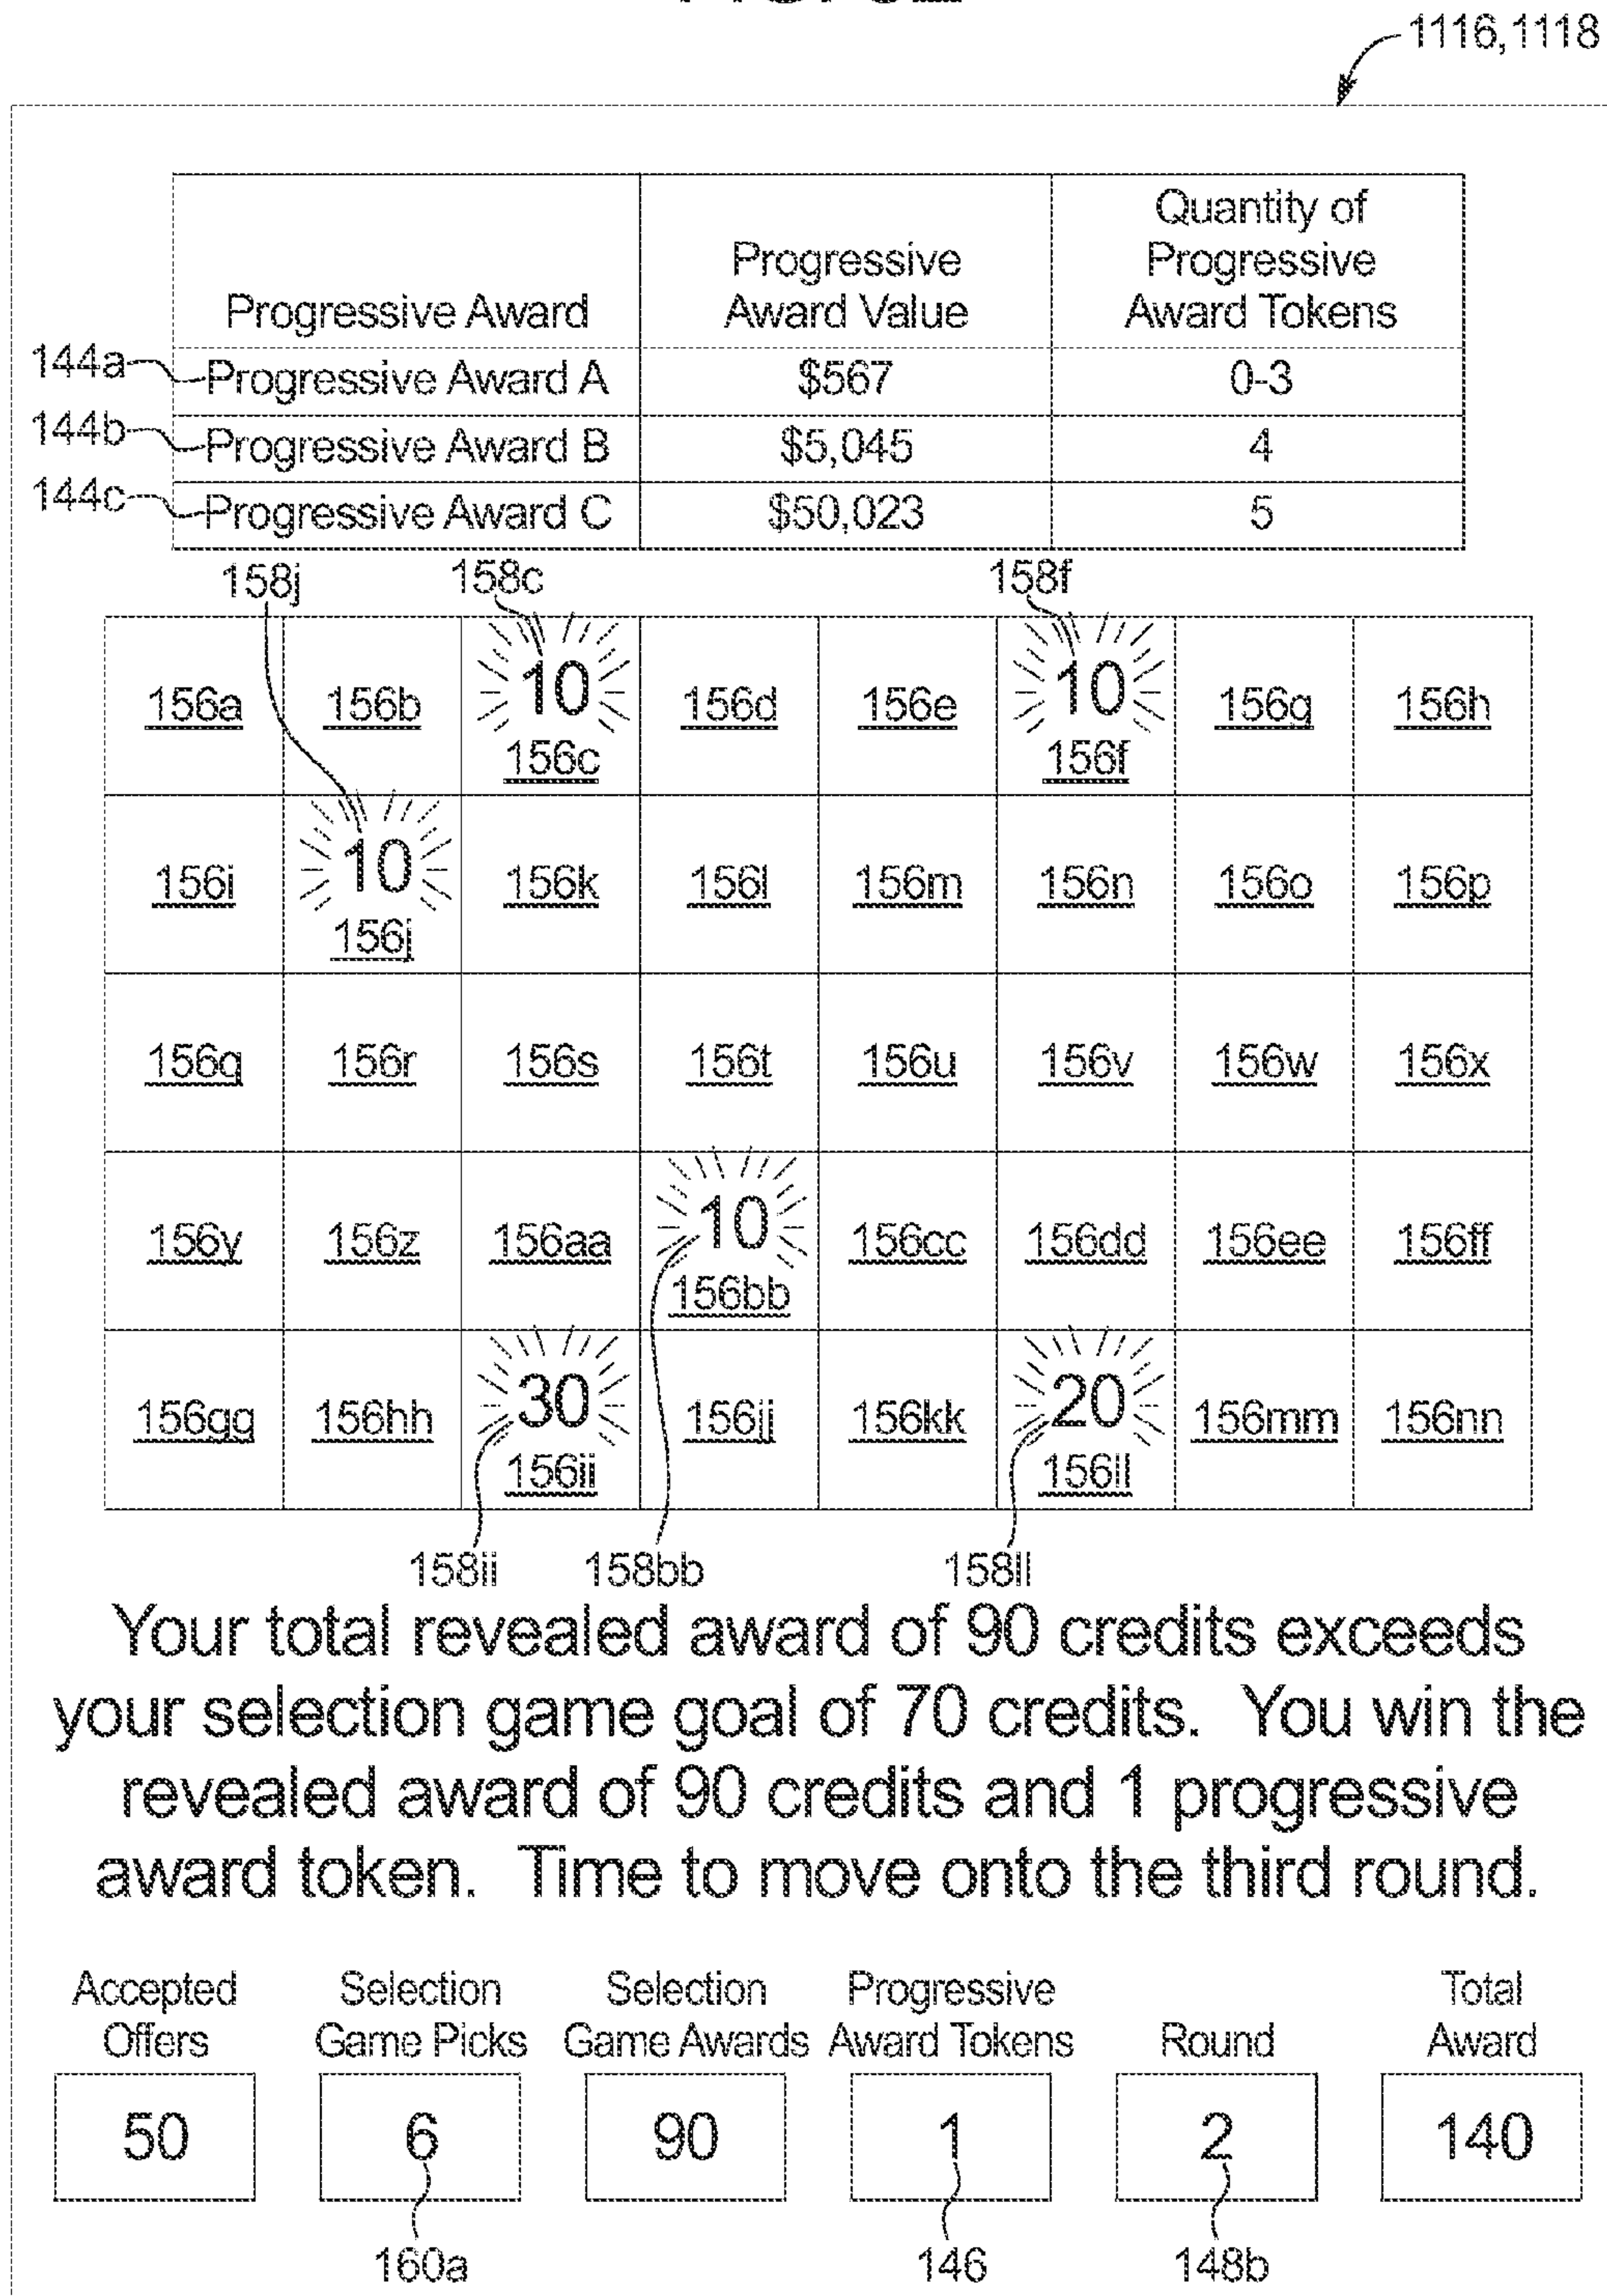 1116,1118
Quantity of
Progressive Progressive
Progressive Award Award Value Award Tokens
144a Progressive Award A $567 0-3
144b Progressive Award B $5,045 4
144c Progressive Award C $50,023 5
158j 158c 158f
10 10
156a 156b 156d 156e 156g 156h
156c 156f
10
156i 156k 156l 156m 156n 156o 156p
156j
156q 156r 156s 156t 156u 156v 156w 156x
10
156y 156z 156aa 156cc 156dd 156ee 156ff
156bb
30 20
156gg 156hh 156jj 156kk 156mm 156nn
156ii 156ll
158ii 158bb 158ll
Your total revealed award of 90 credits exceeds
your selection game goal of 70 credits. You win the
revealed award of 90 credits and 1 progressive
award token. Time to move onto the third round.
Accepted Selection Selection Progressive Total
Offers Game Picks Game Awards Award Tokens Round Award
50 6 90 1 2 140
160a 146 148b